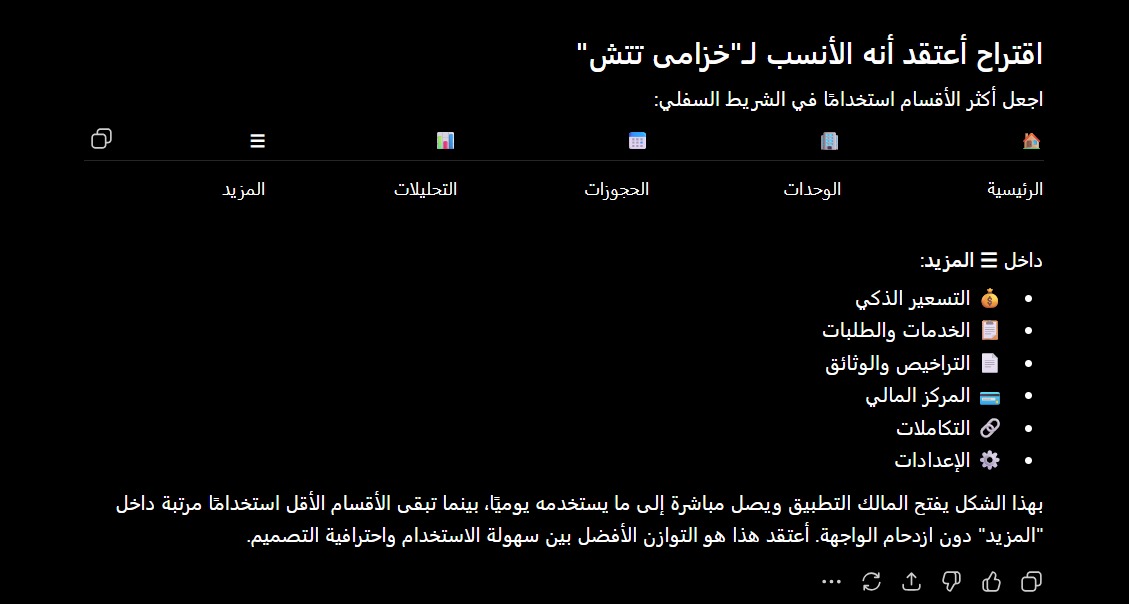 اقتراح أعتقد أنه الأنسب لـ"خزامى تتش"
اجعل أكثر الأقسام استخدامًا في الشريط السفلي:
🏠 🏢 📅 📊 ☰
الرئيسية الوحدات الحجوزات التحليلات المزيد
داخل ☰ المزيد:
• 💰 التسعير الذكي
• 📋 الخدمات والطلبات
• 📄 التراخيص والوثائق
• 💳 المركز المالي
• 🔗 التكاملات
• ⚙️ الإعدادات
بهذا الشكل يفتح المالك التطبيق ويصل مباشرة إلى ما يستخدمه يوميًا، بينما تبقى الأقسام الأقل استخدامًا مرتبة داخل
"المزيد" دون ازدحام الواجهة. أعتقد هذا هو التوازن الأفضل بين سهولة الاستخدام واحترافية التصميم.